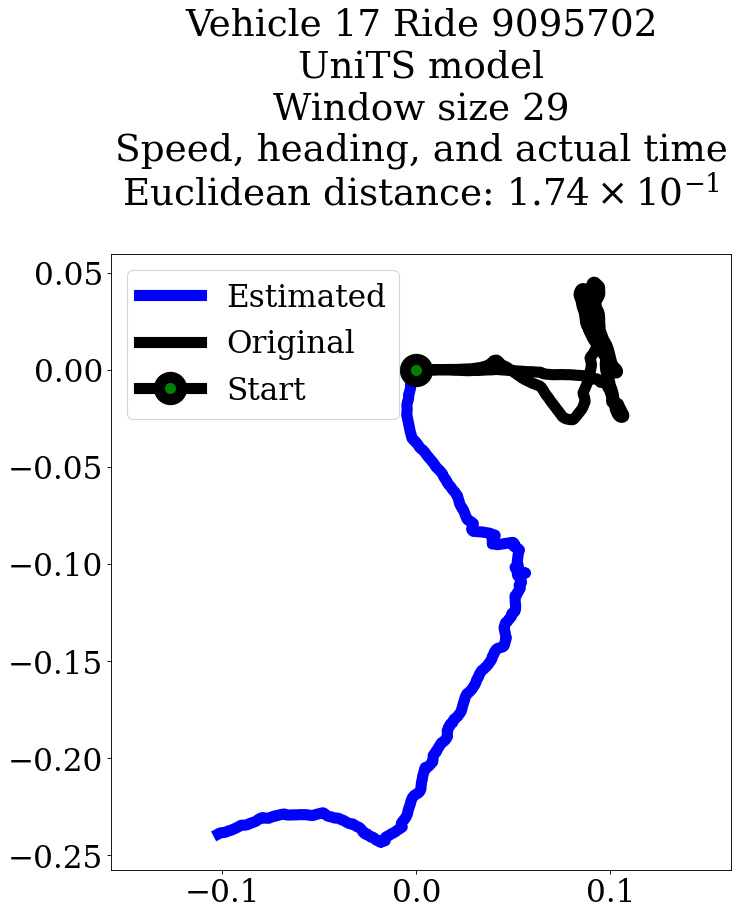 Vehicle 17 Ride 9095702
UniTS model
Window size 29
Speed, heading, and actual time
Euclidean distance: 1.74 × 10⁻¹
Estimated
Original
Start
0.05
0.00
−0.05
−0.10
−0.15
−0.20
−0.25
−0.1 0.0 0.1